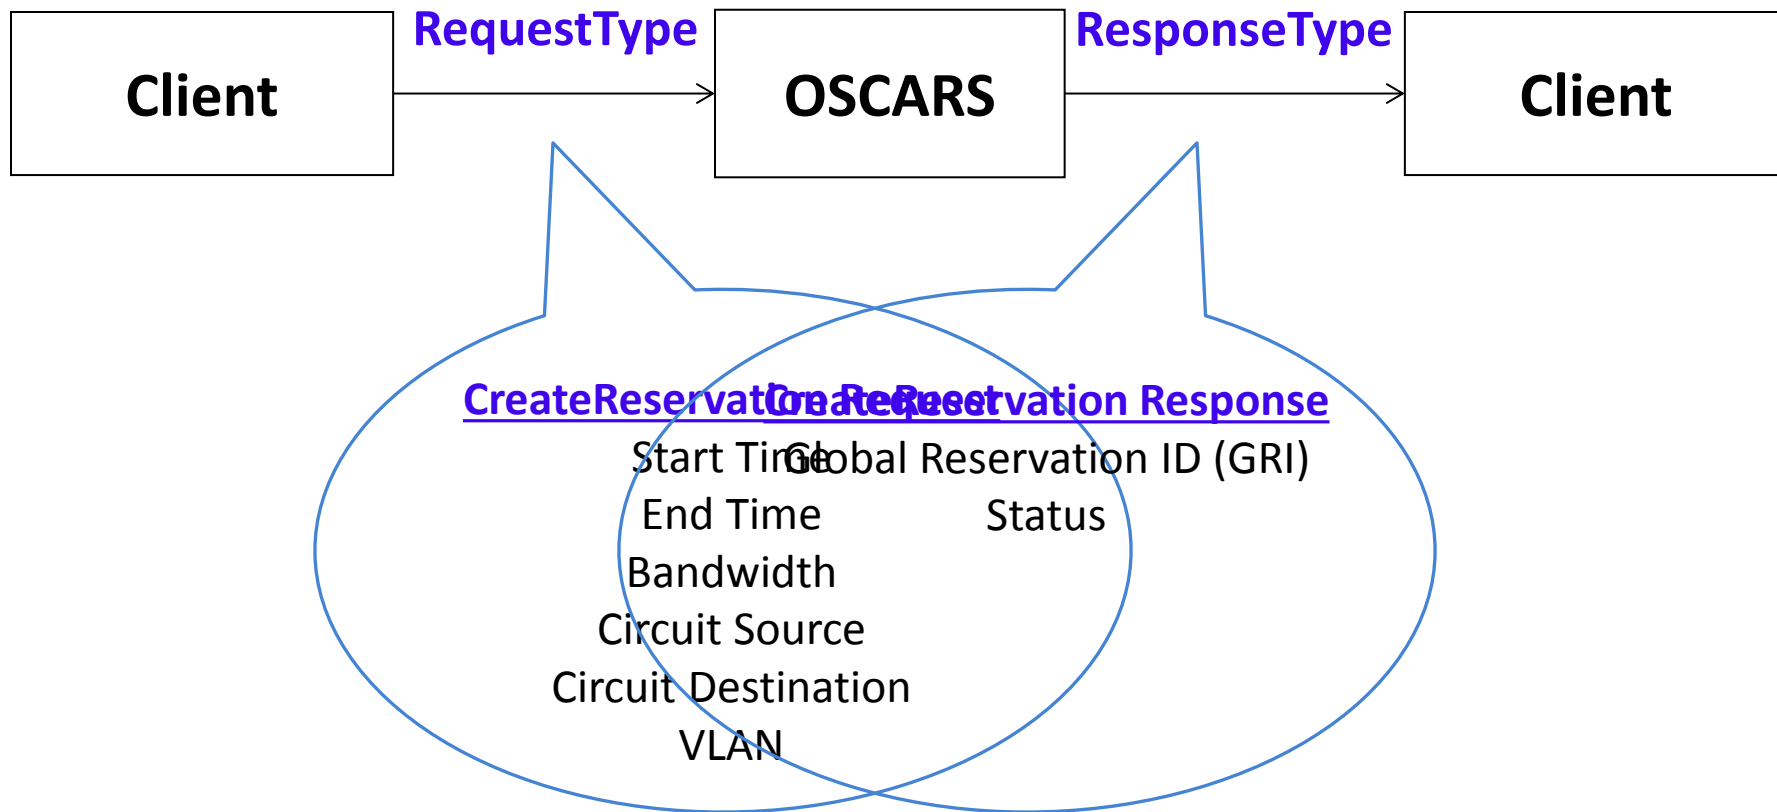 RequestType
ResponseType
Client
OSCARS
Client
CreateReservation Request
Start Time
End Time
Bandwidth
Circuit Source
Circuit Destination
VLAN
CreateReservation Response
Global Reservation ID (GRI)
Status